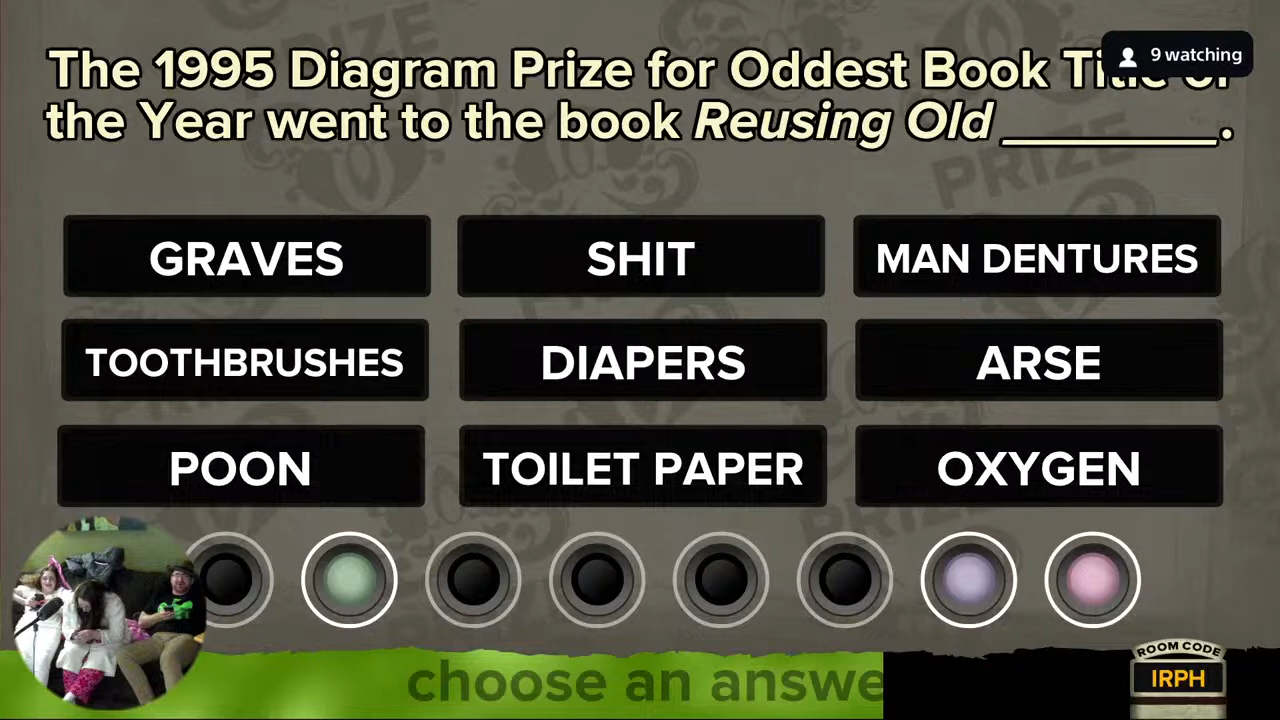 The 1995 Diagram Prize for Oddest Book Title of
9 watching
the Year went to the book Reusing Old ________.
GRAVES
SHIT
MAN DENTURES
TOOTHBRUSHES
DIAPERS
ARSE
POON
TOILET PAPER
OXYGEN
choose an answe
ROOM CODE
IRPH